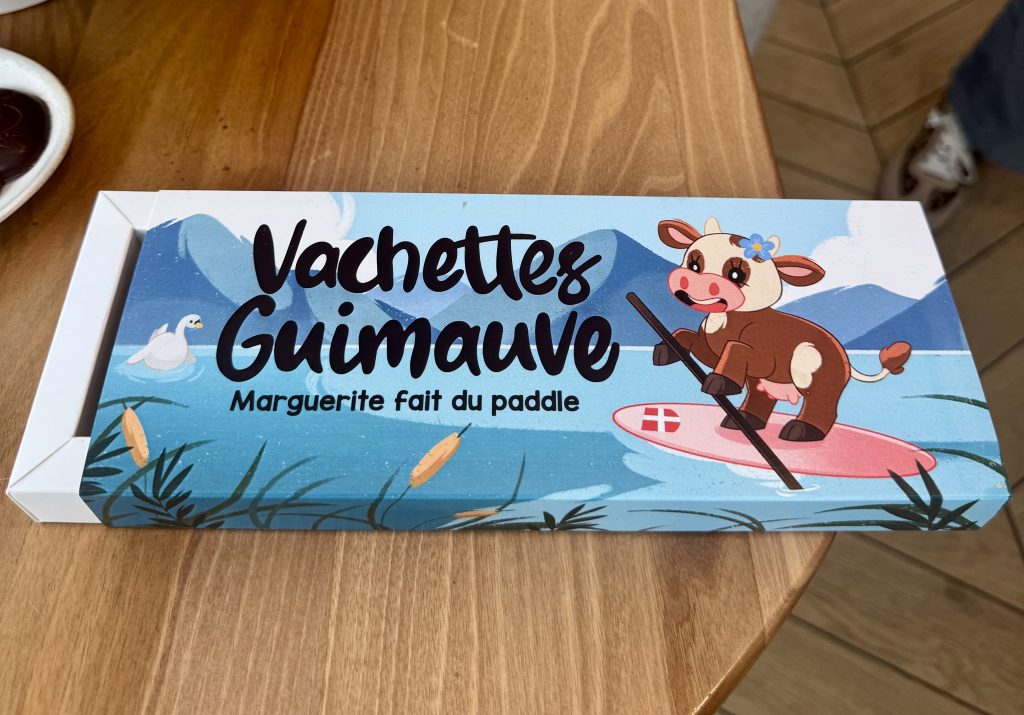 Vachettes
Guimauve
Marguerite fait du paddle